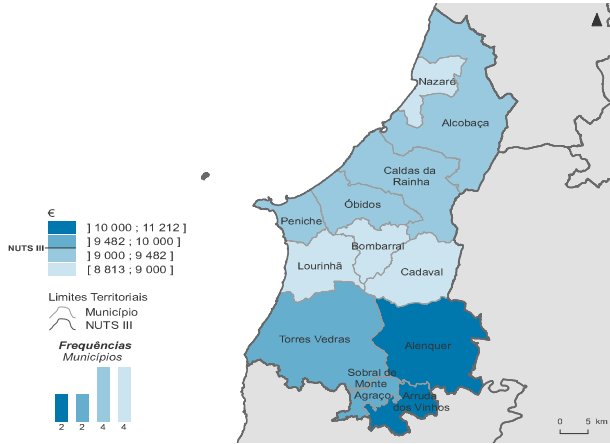 Nazaré
Alcobaça
Caldas da
Rainha
Óbidos
Peniche
Bombarral
Lourinhã
Cadaval
Torres Vedras
Alenquer
Sobral de
Monte
Agraço
Arruda
dos Vinhos
€
] 10 000 ; 11 212 ]
] 9 482 ; 10 000 ]
NUTS III
] 9 000 ; 9 482 ]
[ 8 813 ; 9 000 ]
Limites Territoriais
Município
NUTS III
Frequências
Municípios
2 2 4 4
0 5 km